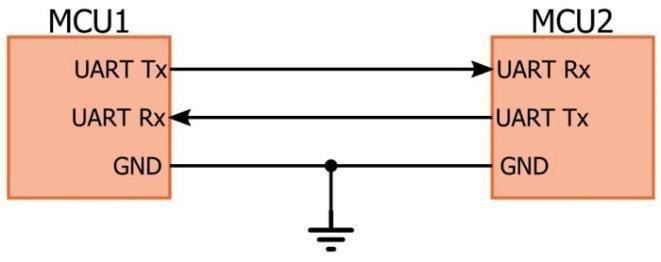 MCU1
MCU2
UART Tx
UART Rx
UART Rx
UART Tx
GND
GND